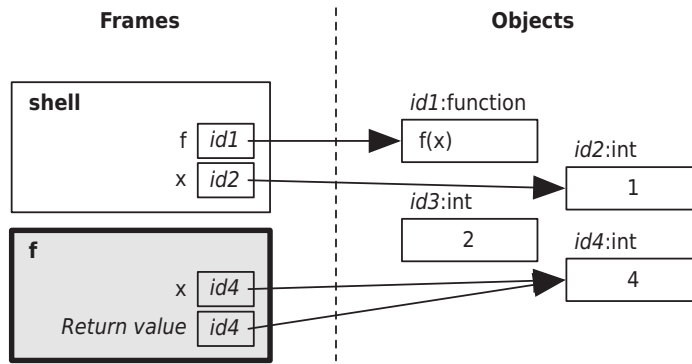 Frames
Objects
shell
f id1
x id2
id1:function
f(x)
id2:int
1
id3:int
2
id4:int
4
f
x id4
Return value id4